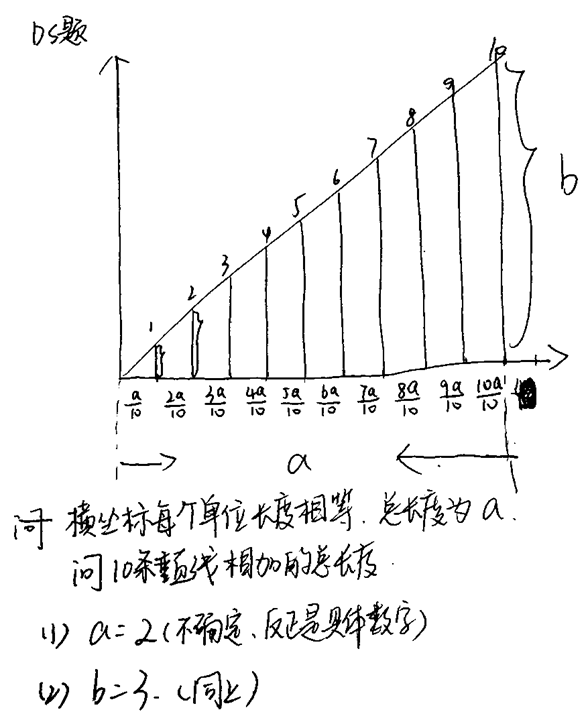 DS题
1 2 3 4 5 6 7 8 9 10
b
a/10 2a/10 3a/10 4a/10 5a/10 6a/10 7a/10 8a/10 9a/10 10a/10
a
问 横坐标每个单位长度相等.总长度为a.
问10条直线相加的总长度.
(1) a=2(不确定、反正是具体数字)
(2) b=3.(同上)